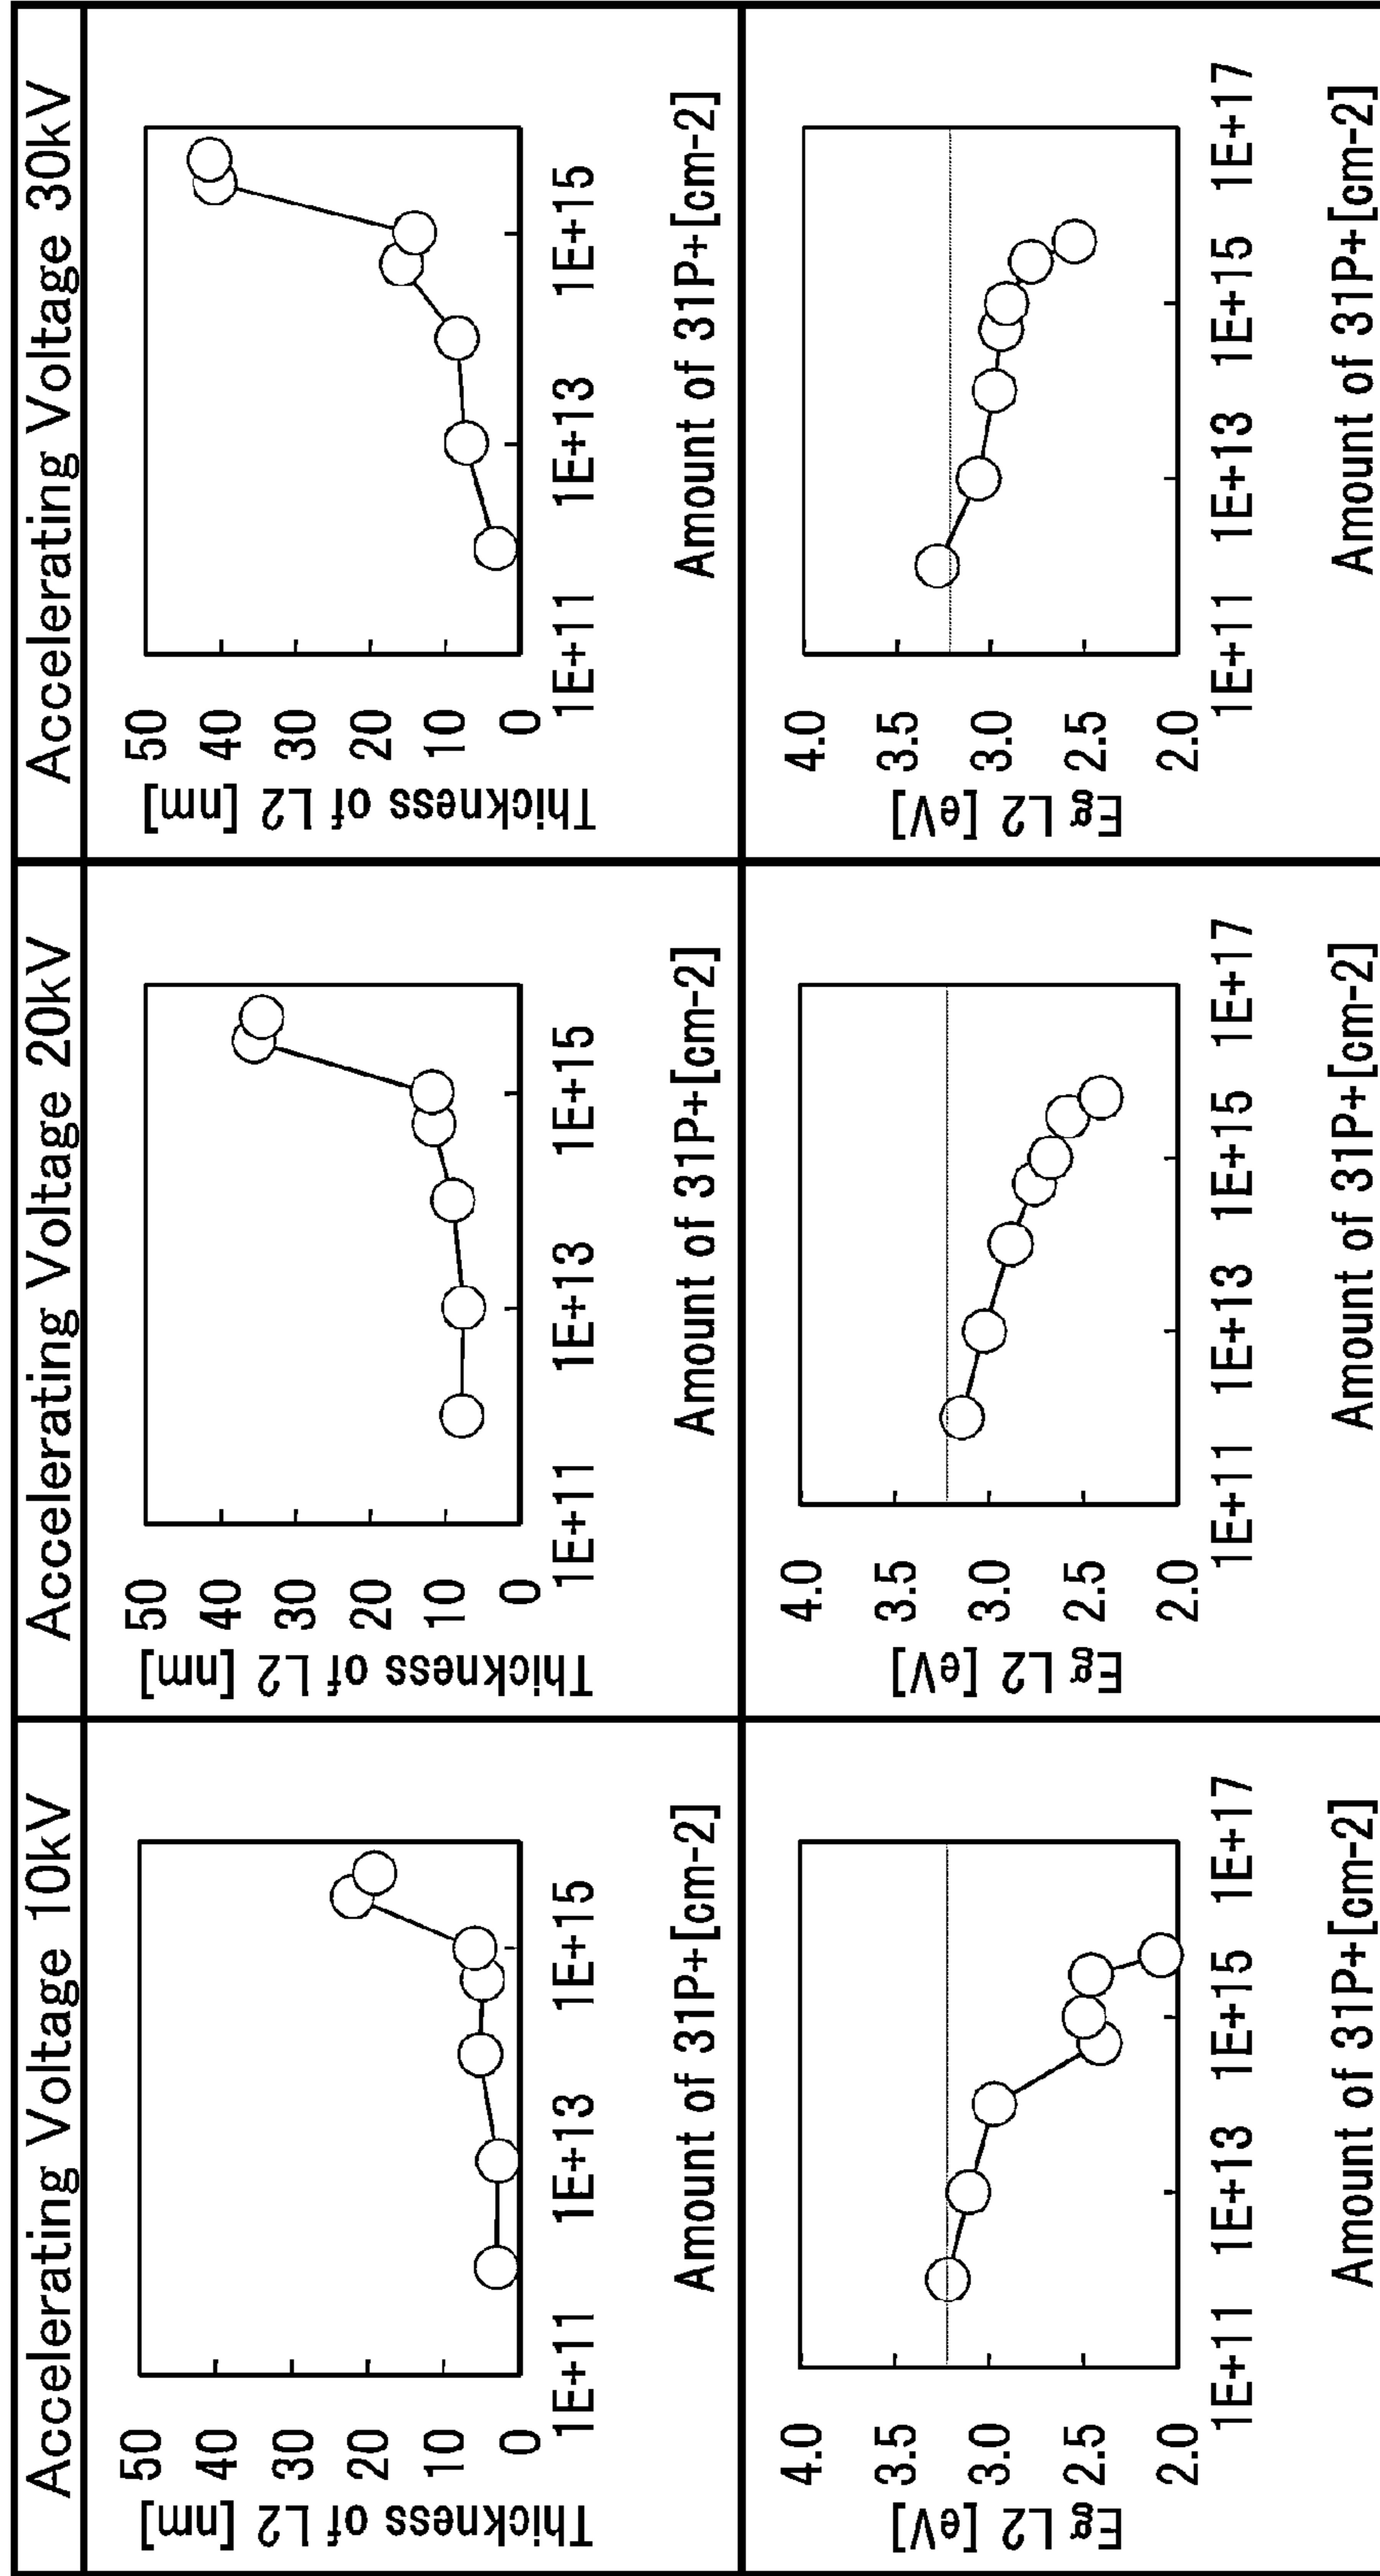 Accelerating Voltage 10kV
Accelerating Voltage 20kV
Accelerating Voltage 30kV
Thickness of L2 [nm]
50
40
30
20
10
0
1E+11 1E+13 1E+15
Amount of 31P+[cm-2]
Thickness of L2 [nm]
50
40
30
20
10
0
1E+11 1E+13 1E+15
Amount of 31P+[cm-2]
Thickness of L2 [nm]
50
40
30
20
10
0
1E+11 1E+13 1E+15
Amount of 31P+[cm-2]
Eg L2 [eV]
4.0
3.5
3.0
2.5
2.0
1E+11 1E+13 1E+15 1E+17
Amount of 31P+[cm-2]
Eg L2 [eV]
4.0
3.5
3.0
2.5
2.0
1E+11 1E+13 1E+15 1E+17
Amount of 31P+[cm-2]
Eg L2 [eV]
4.0
3.5
3.0
2.5
2.0
1E+11 1E+13 1E+15 1E+17
Amount of 31P+[cm-2]